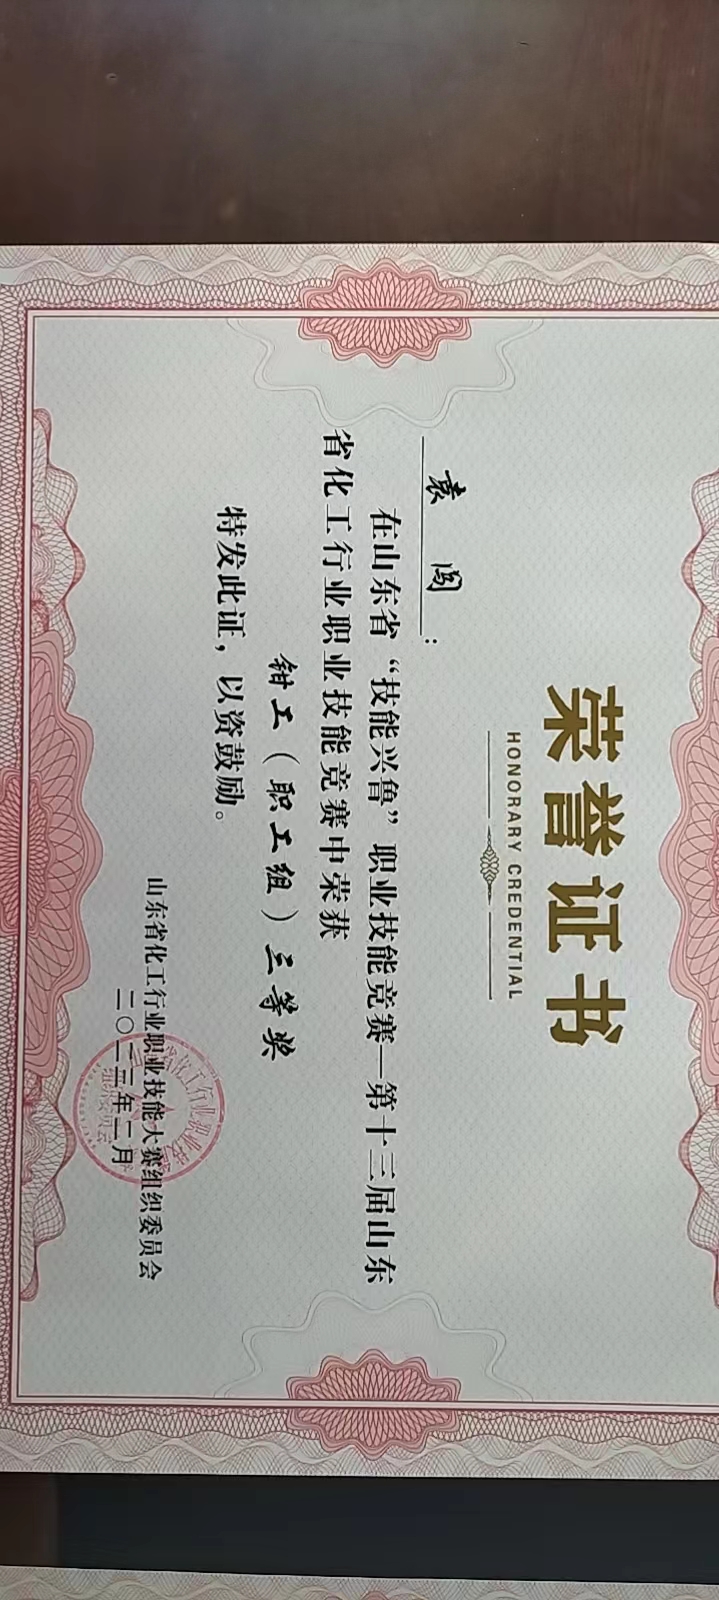 荣誉证书
HONORARY CREDENTIAL
袁闯：
在山东省“技能兴鲁”职业技能竞赛—第十三届山东
省化工行业职业技能竞赛中荣获
钳工（职工组）三等奖
特发此证，以资鼓励。
山东省化工行业职业技能大赛组织委员会
二〇二三年二月